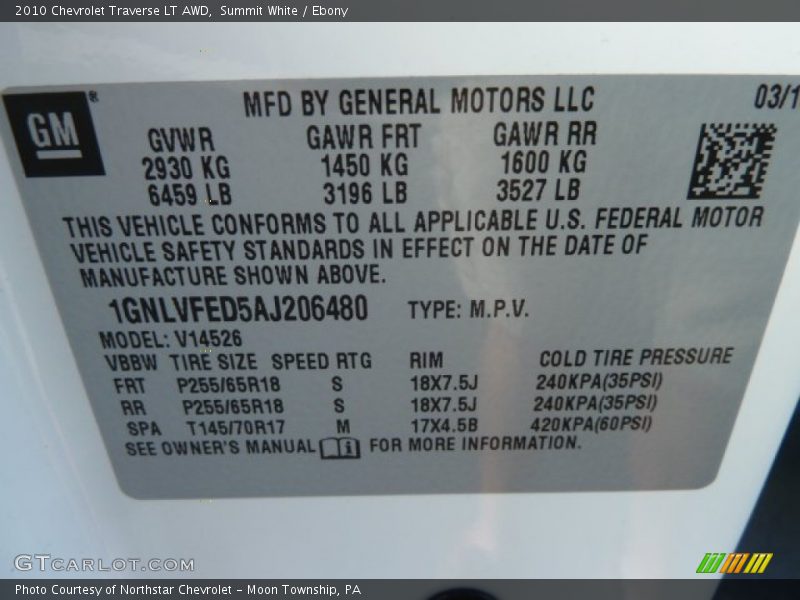 2010 Chevrolet Traverse LT AWD,  Summit White / Ebony
GM ®
MFD BY GENERAL MOTORS LLC
03/1
GVWR GAWR FRT GAWR RR
2930 KG 1450 KG 1600 KG
6459 LB 3196 LB 3527 LB
THIS VEHICLE CONFORMS TO ALL APPLICABLE U.S. FEDERAL MOTOR
VEHICLE SAFETY STANDARDS IN EFFECT ON THE DATE OF
MANUFACTURE SHOWN ABOVE.
1GNLVFED5AJ206480 TYPE: M.P.V.
MODEL: V14526
VBBW TIRE SIZE SPEED RTG RIM COLD TIRE PRESSURE
FRT P255/65R18 S 18X7.5J 240KPA(35PSI)
RR P255/65R18 S 18X7.5J 240KPA(35PSI)
SPA T145/70R17 M 17X4.5B 420KPA(60PSI)
SEE OWNER'S MANUAL i FOR MORE INFORMATION.
GTCARLOT.COM
Photo Courtesy of Northstar Chevrolet - Moon Township, PA